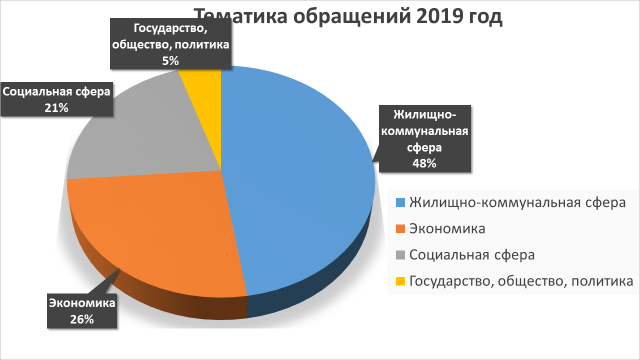 Тематика обращений 2019 год
Государство,
общество, политика
5%
Социальная сфера
21%
Жилищно-
коммунальная
сфера
48%
Экономика
26%
Жилищно-коммунальная сфера
Экономика
Социальная сфера
Государство, общество, политика